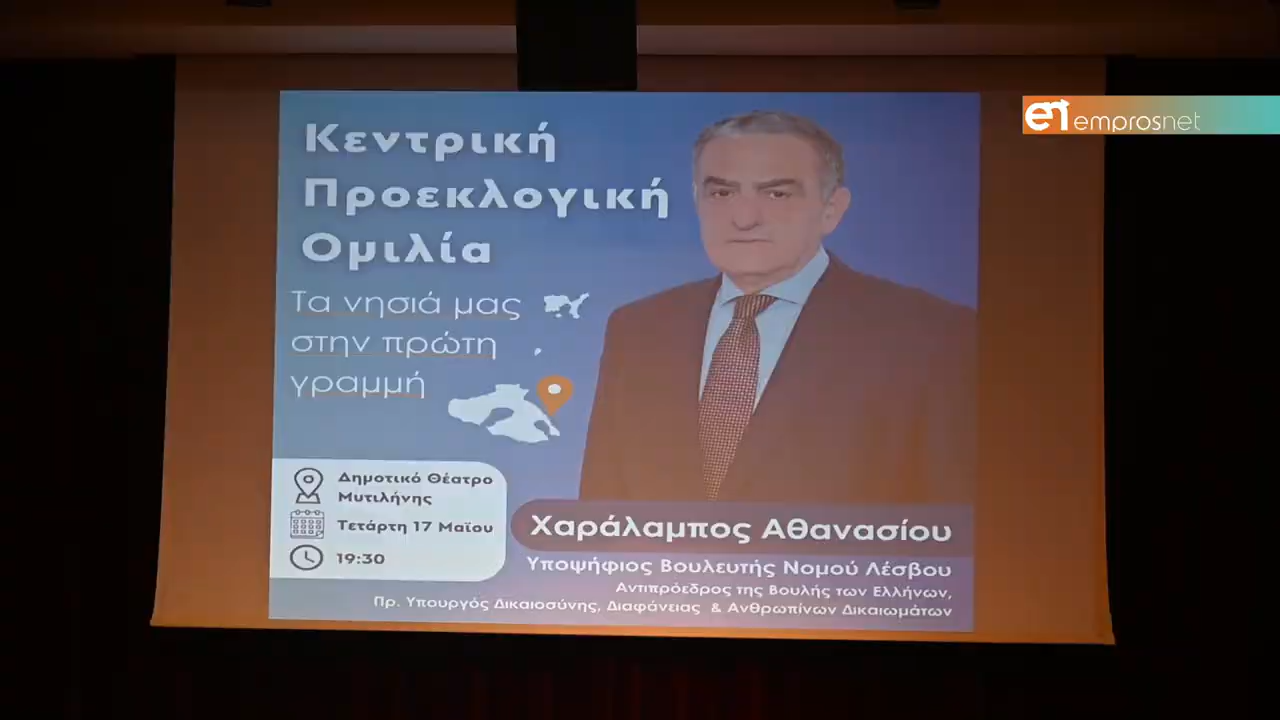 Κεντρική
Προεκλογική
Ομιλία
Τα νησιά μας
στην πρώτη
γραμμή
Δημοτικό Θέατρο
Μυτιλήνης
Τετάρτη 17 Μαΐου
19:30
Χαράλαμπος Αθανασίου
Υποψήφιος Βουλευτής Νομού Λέσβου
Αντιπρόεδρος της Βουλής των Ελλήνων,
Πρ. Υπουργός Δικαιοσύνης, Διαφάνειας & Ανθρωπίνων Δικαιωμάτων
en emprosnet